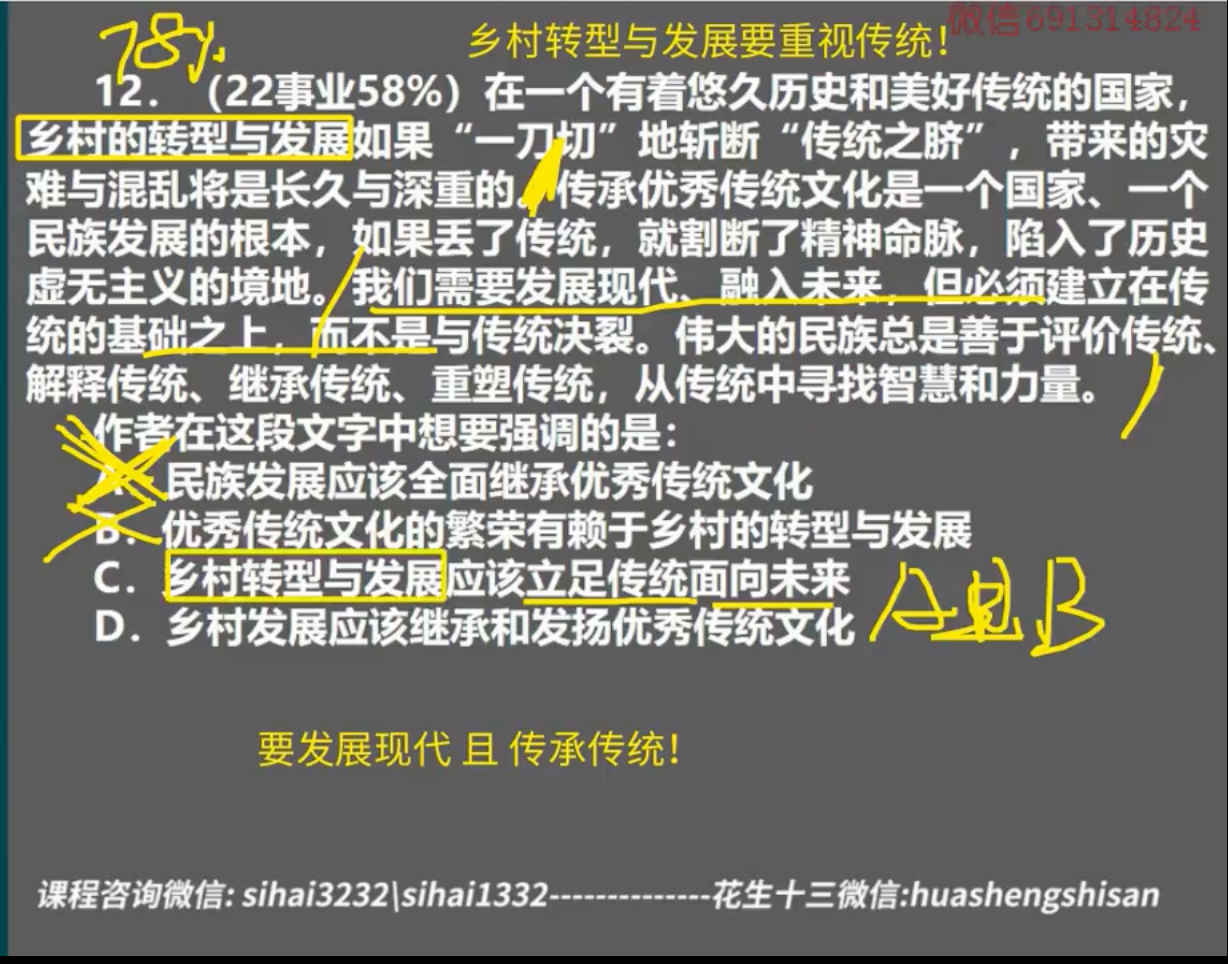 微信691314824
78%
乡村转型与发展要重视传统！
12. （22事业58%）在一个有着悠久历史和美好传统的国家，
乡村的转型与发展如果“一刀切”地斩断“传统之脐”，带来的灾
难与混乱将是长久与深重的。传承优秀传统文化是一个国家、一个
民族发展的根本，如果丢了传统，就割断了精神命脉，陷入了历史
虚无主义的境地。我们需要发展现代、融入未来，但必须建立在传
统的基础之上，而不是与传统决裂。伟大的民族总是善于评价传统、
解释传统、继承传统、重塑传统，从传统中寻找智慧和力量。
作者在这段文字中想要强调的是：
A. 民族发展应该全面继承优秀传统文化
B. 优秀传统文化的繁荣有赖于乡村的转型与发展
C. 乡村转型与发展应该立足传统面向未来
D. 乡村发展应该继承和发扬优秀传统文化
A且B
要发展现代 且 传承传统！
课程咨询微信: sihai3232\sihai1332--------------花生十三微信:huashengshisan